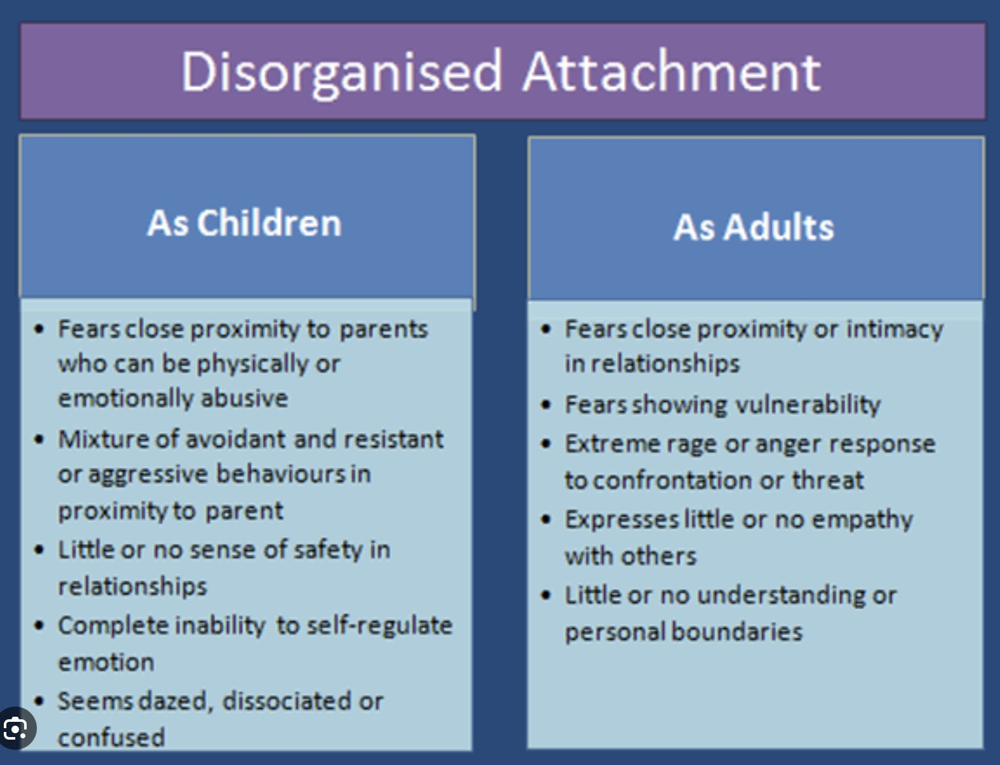 Disorganised Attachment
As Children
• Fears close proximity to parents
who can be physically or
emotionally abusive
• Mixture of avoidant and resistant
or aggressive behaviours in
proximity to parent
• Little or no sense of safety in
relationships
• Complete inability to self-regulate
emotion
• Seems dazed, dissociated or
confused
As Adults
• Fears close proximity or intimacy
in relationships
• Fears showing vulnerability
• Extreme rage or anger response
to confrontation or threat
• Expresses little or no empathy
with others
• Little or no understanding or
personal boundaries